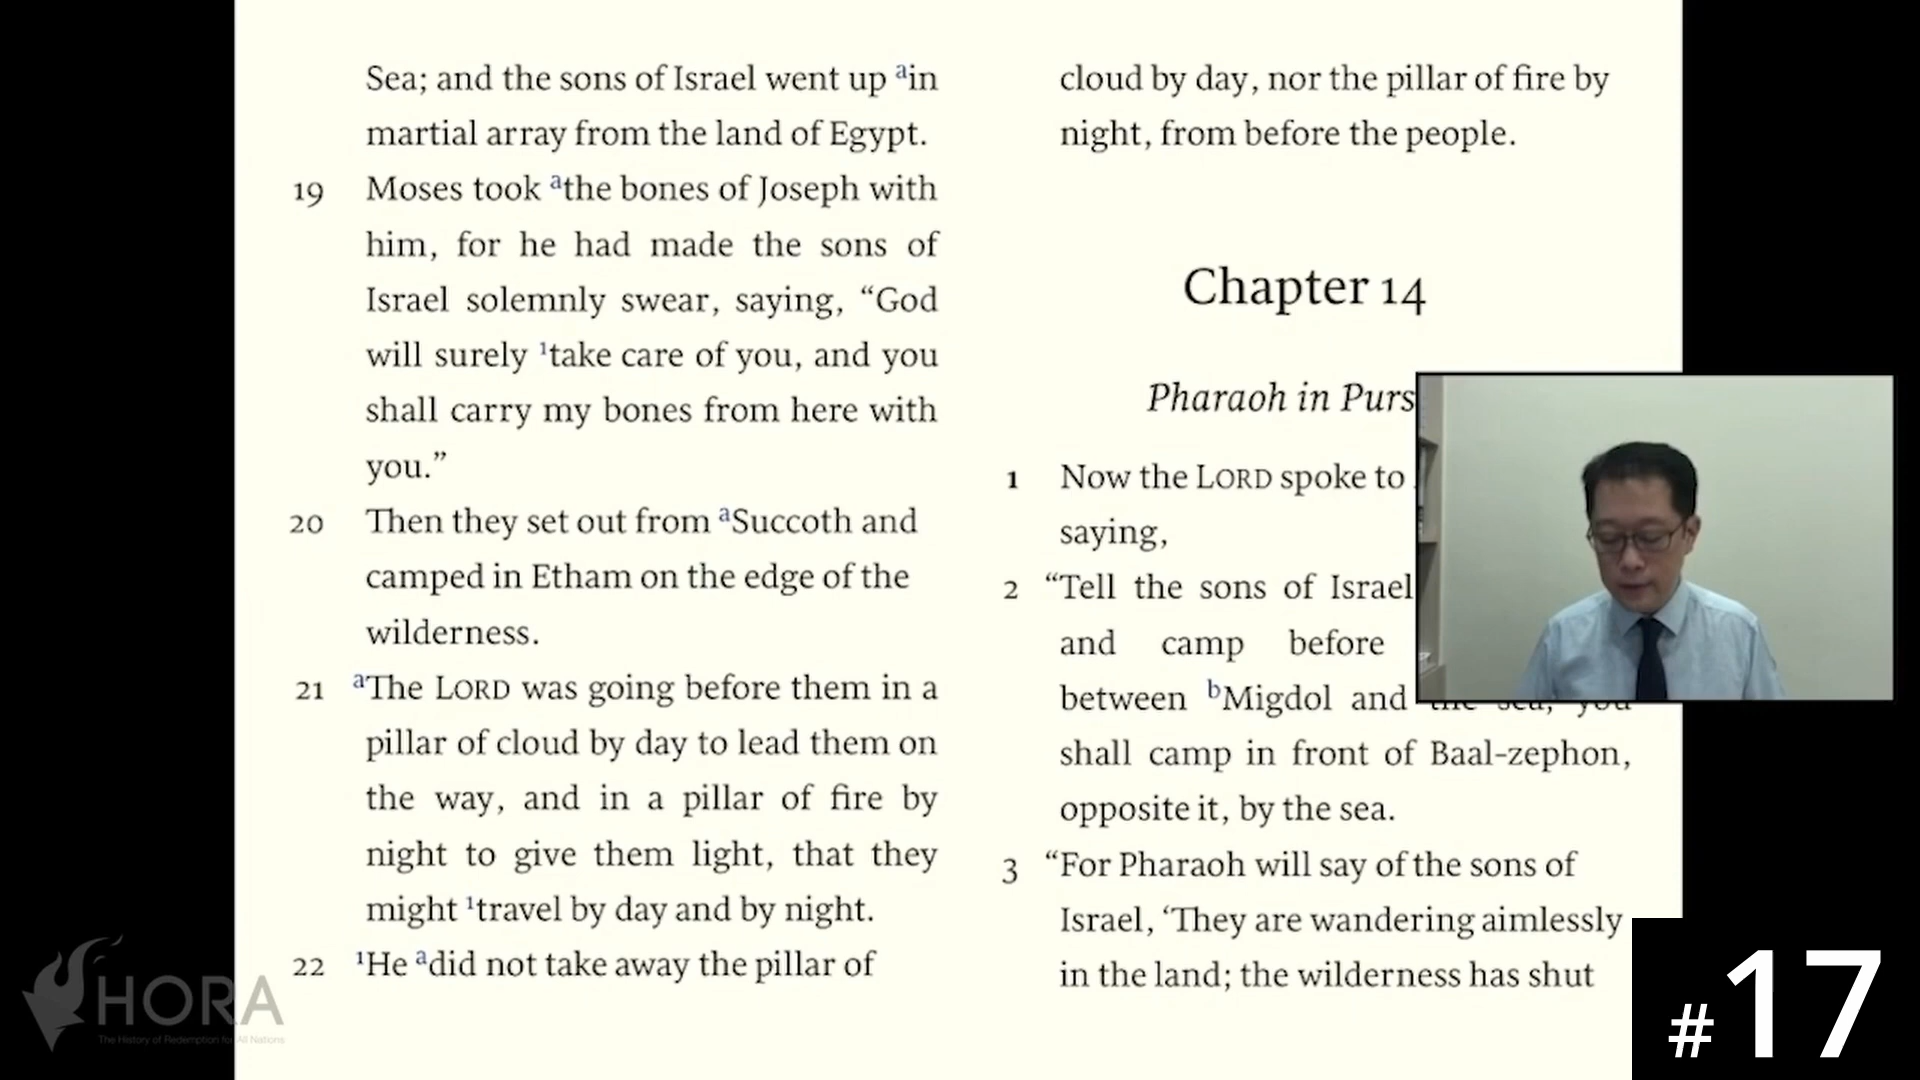 Sea; and the sons of Israel went up ᵃin
martial array from the land of Egypt.
19 Moses took ᵃthe bones of Joseph with
him, for he had made the sons of
Israel solemnly swear, saying, “God
will surely ¹take care of you, and you
shall carry my bones from here with
you.”
20 Then they set out from ᵃSuccoth and
camped in Etham on the edge of the
wilderness.
21 ᵃThe LORD was going before them in a
pillar of cloud by day to lead them on
the way, and in a pillar of fire by
night to give them light, that they
might ¹travel by day and by night.
22 ¹He ᵃdid not take away the pillar of
cloud by day, nor the pillar of fire by
night, from before the people.
Chapter 14
Pharaoh in Purs
1 Now the LORD spoke to
saying,
2 “Tell the sons of Israel
and camp before
between ᵇMigdol and the sea; you
shall camp in front of Baal-zephon,
opposite it, by the sea.
3 “For Pharaoh will say of the sons of
Israel, ‘They are wandering aimlessly
in the land; the wilderness has shut
HORA
The History of Redemption for All Nations
#17